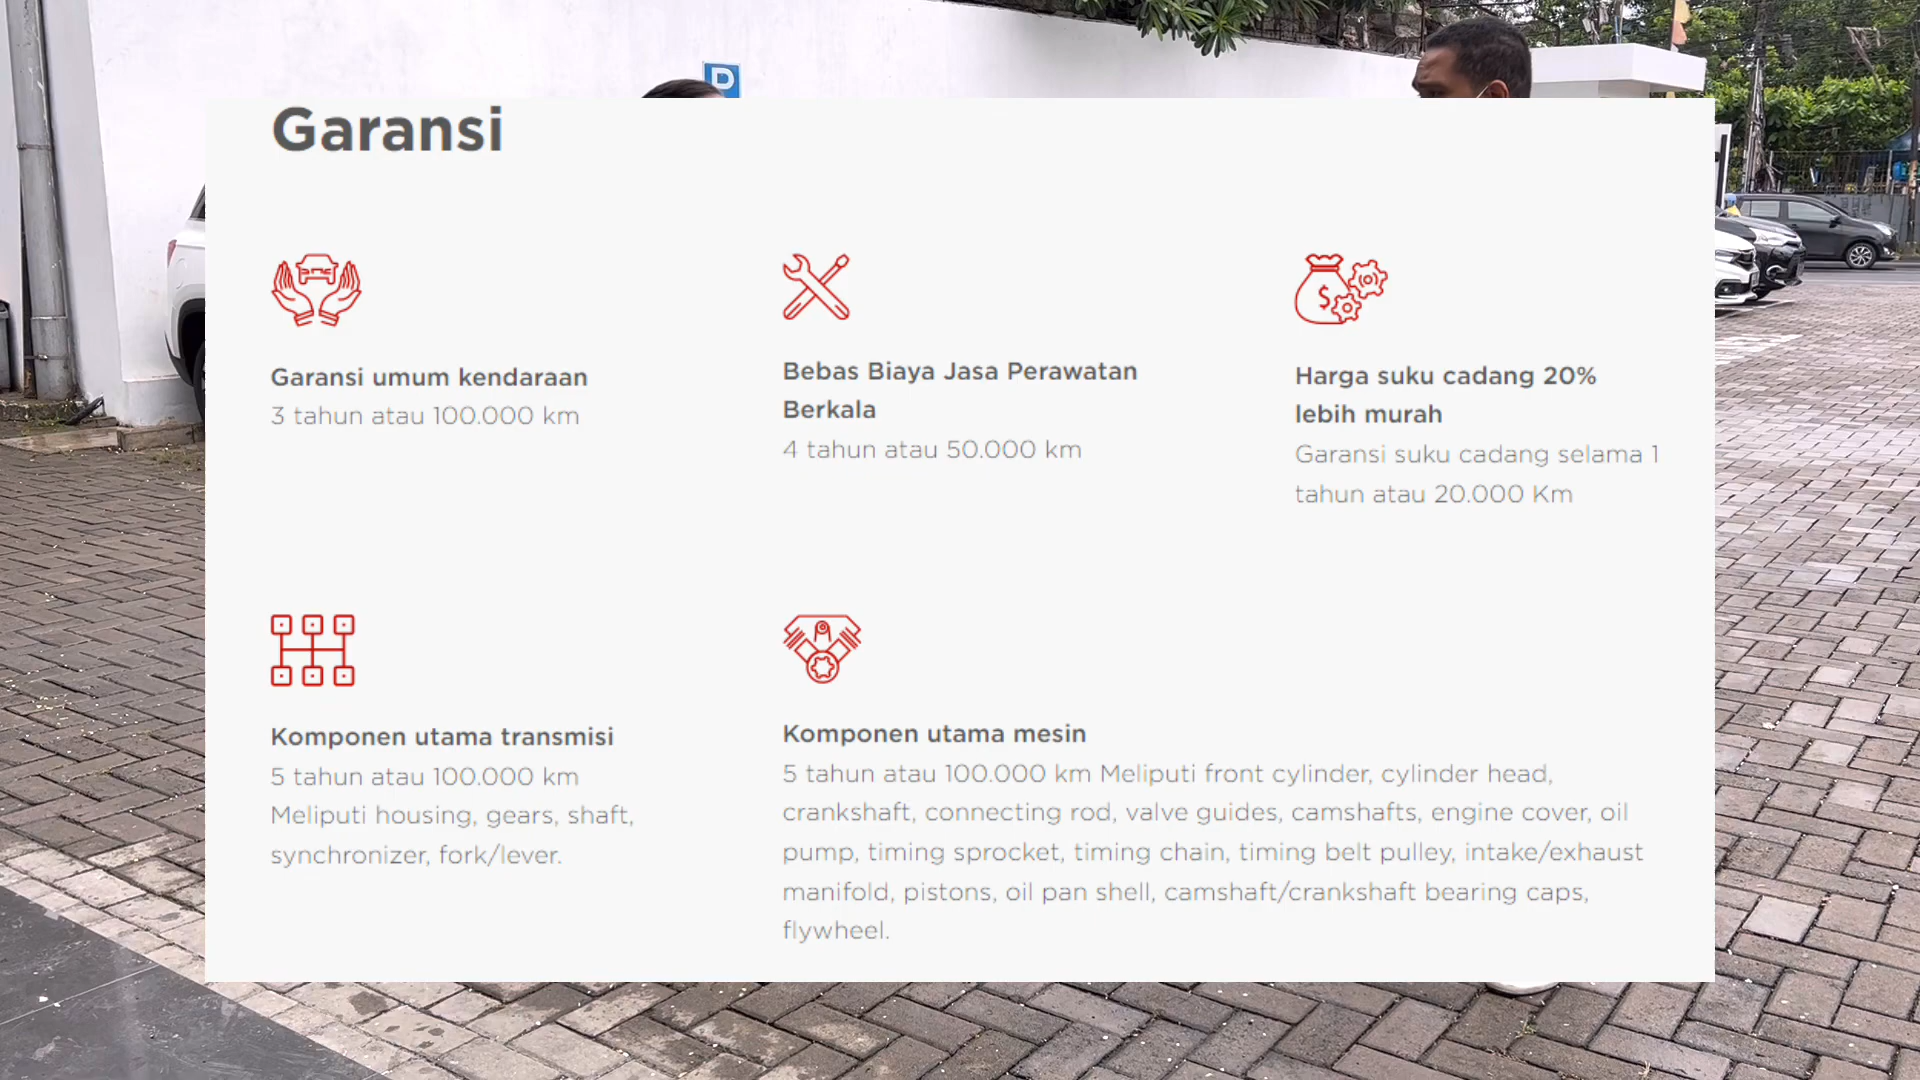 P
Garansi
Garansi umum kendaraan
3 tahun atau 100.000 km
Bebas Biaya Jasa Perawatan
Berkala
4 tahun atau 50.000 km
$
Harga suku cadang 20%
lebih murah
Garansi suku cadang selama 1
tahun atau 20.000 Km
Komponen utama transmisi
5 tahun atau 100.000 km
Meliputi housing, gears, shaft,
synchronizer, fork/lever.
Komponen utama mesin
5 tahun atau 100.000 km Meliputi front cylinder, cylinder head,
crankshaft, connecting rod, valve guides, camshafts, engine cover, oil
pump, timing sprocket, timing chain, timing belt pulley, intake/exhaust
manifold, pistons, oil pan shell, camshaft/crankshaft bearing caps,
flywheel.